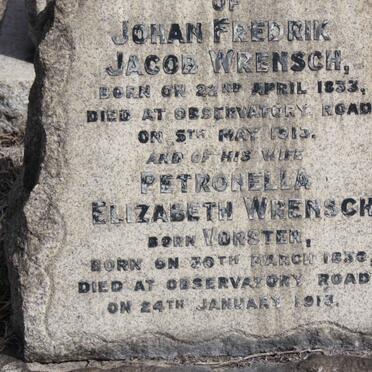 OF
JOHAN FREDRIK
JACOB WRENSCH,
BORN ON 22ND APRIL 1833,
DIED AT OBSERVATORY ROAD
ON 5TH MAY 1913.
AND OF HIS WIFE
PETRONELLA
ELIZABETH WRENSCH
BORN VORSTER,
BORN ON 30TH MARCH 1836,
DIED AT OBSERVATORY ROAD
ON 24TH JANUARY 1913.